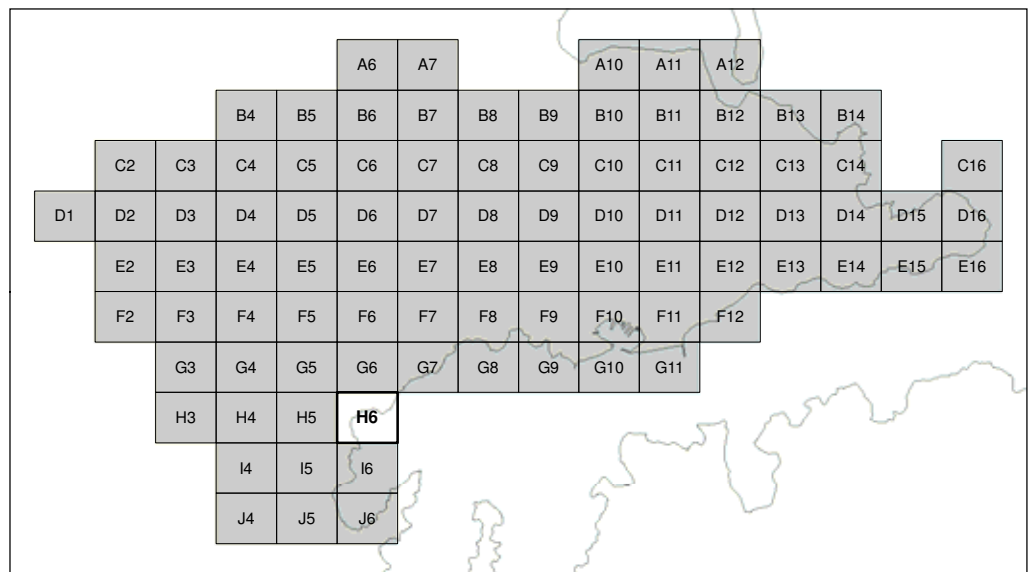 A6 A7 A10 A11 A12
B4 B5 B6 B7 B8 B9 B10 B11 B12 B13 B14
C2 C3 C4 C5 C6 C7 C8 C9 C10 C11 C12 C13 C14 C16
D1 D2 D3 D4 D5 D6 D7 D8 D9 D10 D11 D12 D13 D14 D15 D16
E2 E3 E4 E5 E6 E7 E8 E9 E10 E11 E12 E13 E14 E15 E16
F2 F3 F4 F5 F6 F7 F8 F9 F10 F11 F12
G3 G4 G5 G6 G7 G8 G9 G10 G11
H3 H4 H5 H6
I4 I5 I6
J4 J5 J6